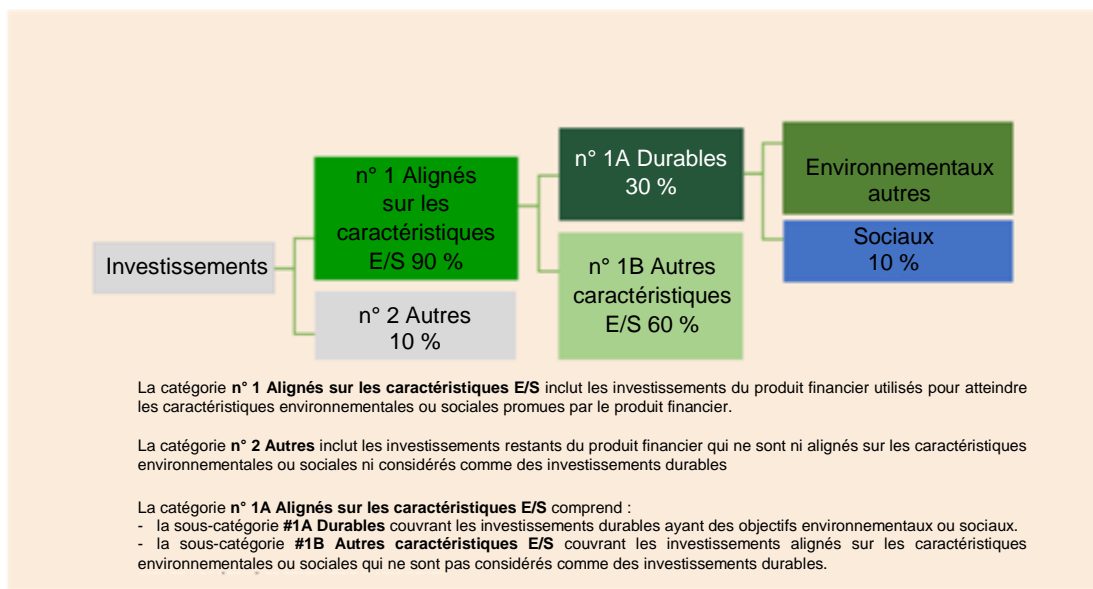 n° 1 Alignés
sur les
caractéristiques
E/S 90 %
n° 1A Durables
30 %
Environnementaux
autres
Sociaux
10 %
Investissements
n° 2 Autres
10 %
n° 1B Autres
caractéristiques
E/S 60 %
La catégorie n° 1 Alignés sur les caractéristiques E/S inclut les investissements du produit financier utilisés pour atteindre
les caractéristiques environnementales ou sociales promues par le produit financier.
La catégorie n° 2 Autres inclut les investissements restants du produit financier qui ne sont ni alignés sur les caractéristiques
environnementales ou sociales ni considérés comme des investissements durables
La catégorie n° 1A Alignés sur les caractéristiques E/S comprend :
- la sous-catégorie #1A Durables couvrant les investissements durables ayant des objectifs environnementaux ou sociaux.
- la sous-catégorie #1B Autres caractéristiques E/S couvrant les investissements alignés sur les caractéristiques
environnementales ou sociales qui ne sont pas considérés comme des investissements durables.